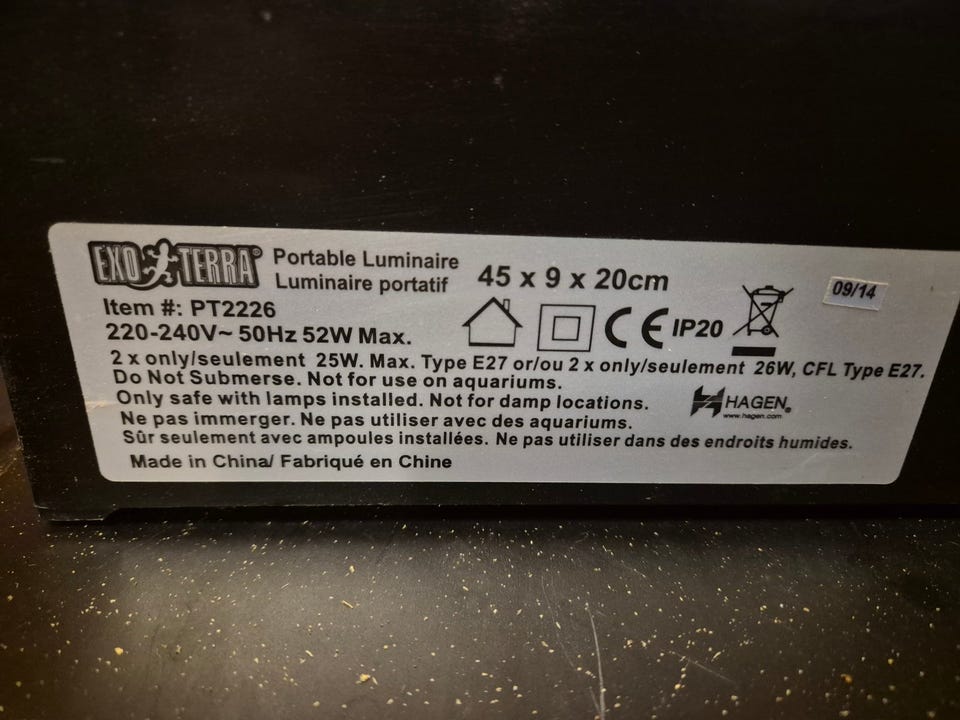 EXO TERRA®
Portable Luminaire
Luminaire portatif
45 x 9 x 20cm
09/14
Item #: PT2226
220-240V~ 50Hz 52W Max.
CE IP20
2 x only/seulement 25W. Max. Type E27 or/ou 2 x only/seulement 26W, CFL Type E27.
Do Not Submerse. Not for use on aquariums.
Only safe with lamps installed. Not for damp locations.
HAGEN®
www.hagen.com
Ne pas immerger. Ne pas utiliser avec des aquariums.
Sûr seulement avec ampoules installées. Ne pas utiliser dans des endroits humides.
Made in China/ Fabriqué en Chine